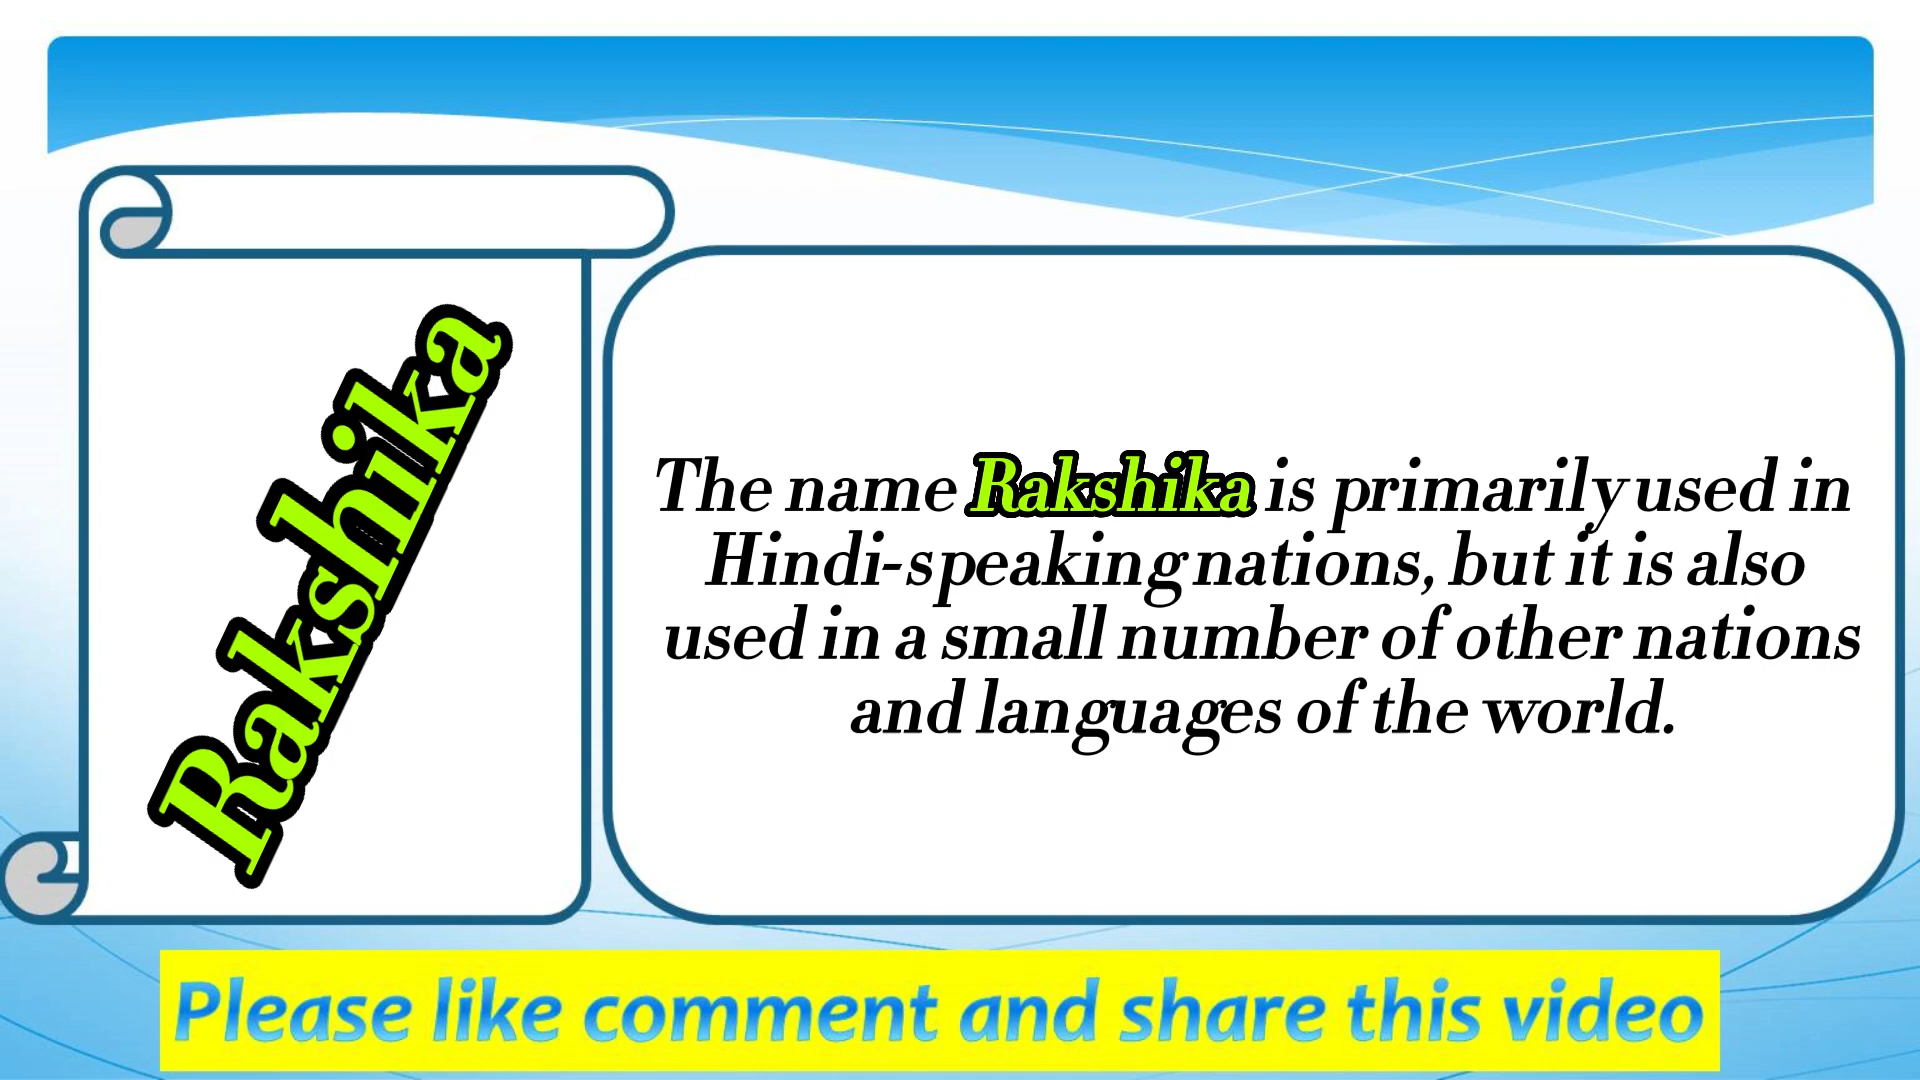 Rakshika
The name Rakshika is primarily used in
Hindi-speaking nations, but it is also
used in a small number of other nations
and languages of the world.
Please like comment and share this video